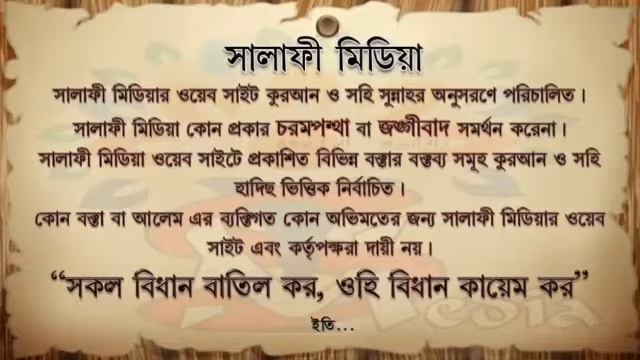 সালাফী মিডিয়া
সালাফী মিডিয়ার ওয়েব সাইট কুরআন ও সহি সুন্নাহর অনুসরণে পরিচালিত।
সালাফী মিডিয়া কোন প্রকার চরমপন্থা বা জঙ্গীবাদ সমর্থন করেনা।
সালাফী মিডিয়া ওয়েব সাইটে প্রকাশিত বিভিন্ন বক্তার বক্তব্য সমূহ কুরআন ও সহি
হাদিছ ভিত্তিক নির্বাচিত।
কোন বক্তা বা আলেম এর ব্যক্তিগত কোন অভিমতের জন্য সালাফী মিডিয়ার ওয়েব
সাইট এবং কর্তৃপক্ষরা দায়ী নয়।
“সকল বিধান বাতিল কর, ওহি বিধান কায়েম কর”
ইতি...